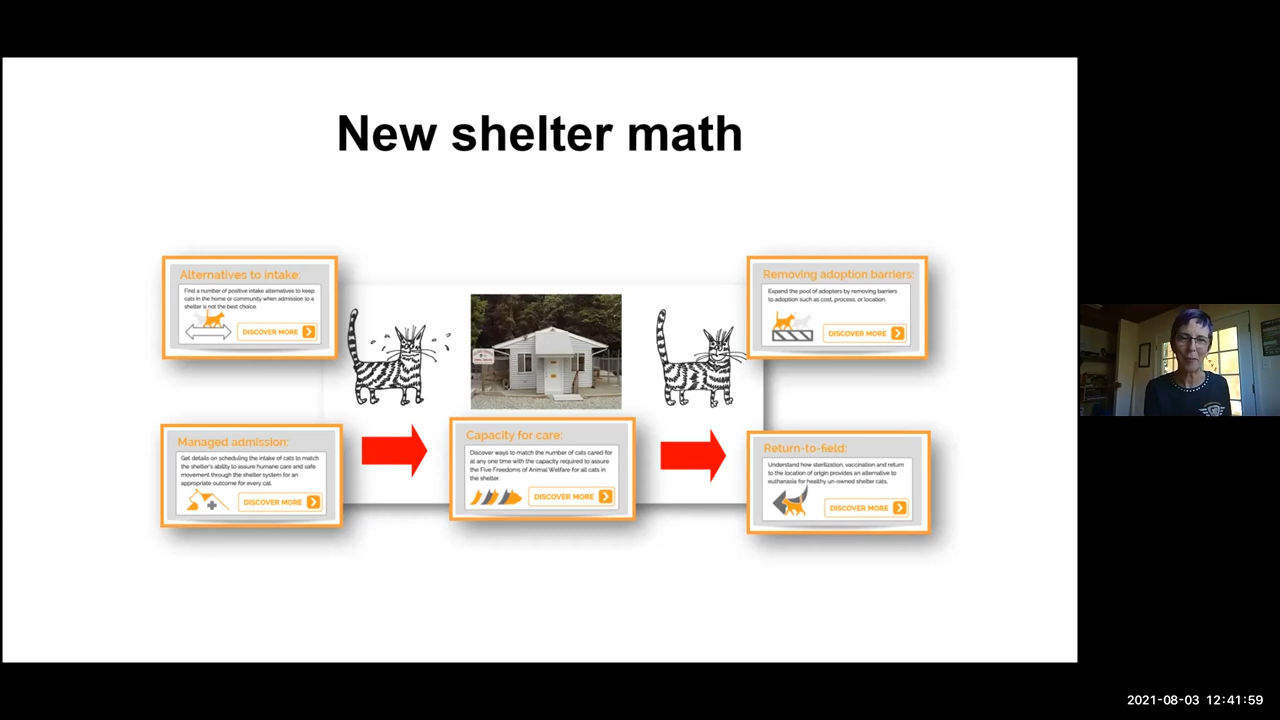 New shelter math
Alternatives to intake:
Find a number of positive intake alternatives to keep
cats in the home or community when admission to a
shelter is not the best choice.
DISCOVER MORE
Removing adoption barriers:
Expand the pool of adopters by removing barriers
to adoption such as cost, process, or location.
DISCOVER MORE
Managed admission:
Get details on scheduling the intake of cats to match
the shelter's ability to assure humane care and safe
movement through the shelter system for an
appropriate outcome for every cat.
DISCOVER MORE
Capacity for care:
Discover ways to match the number of cats cared for
at any one time with the capacity required to assure
the Five Freedoms of Animal Welfare for all cats in
the shelter.
DISCOVER MORE
Return-to-field:
Understand how sterilization, vaccination and return
to the location of origin provides an alternative to
euthanasia for healthy un-owned shelter cats.
DISCOVER MORE
2021-08-03 12:41:59